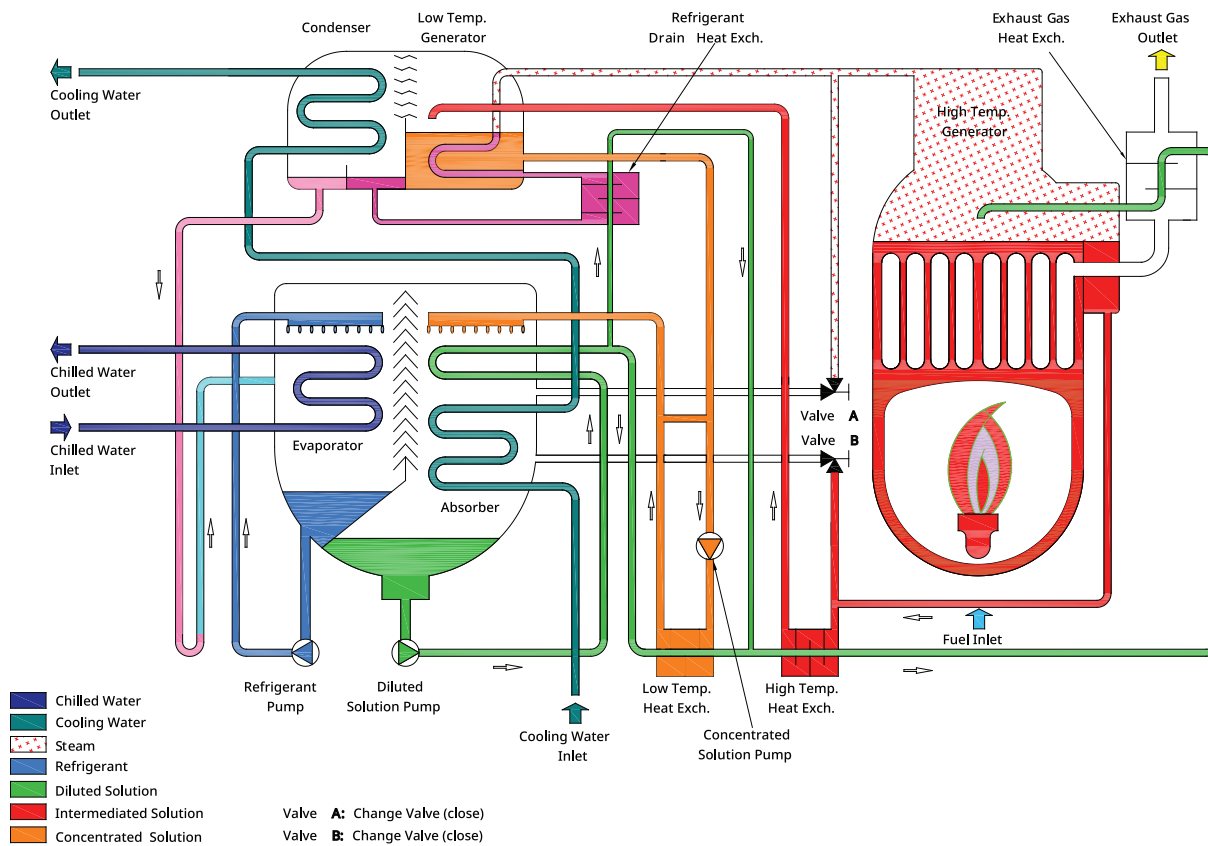 Condenser
Low Temp.
Generator
Refrigerant
Drain Heat Exch.
Exhaust Gas
Heat Exch.
Exhaust Gas
Outlet
Cooling Water
Outlet
High Temp.
Generator
Chilled Water
Outlet
Chilled Water
Inlet
Evaporator
Absorber
Valve A
Valve B
Fuel Inlet
Refrigerant
Pump
Diluted
Solution Pump
Cooling Water
Inlet
Low Temp.
Heat Exch.
High Temp.
Heat Exch.
Concentrated
Solution Pump
Chilled Water
Cooling Water
Steam
Refrigerant
Diluted Solution
Intermediated Solution
Concentrated Solution
Valve A: Change Valve (close)
Valve B: Change Valve (close)